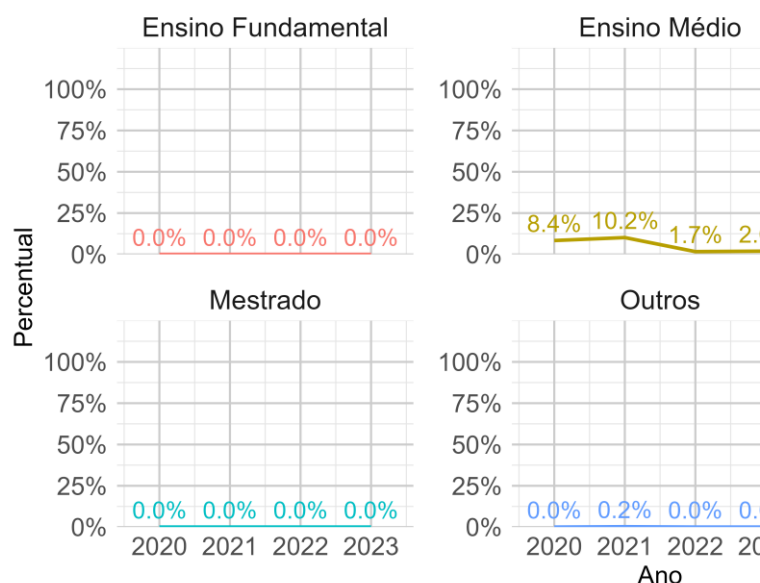 Ensino Fundamental
Ensino Médio
100%
75%
50%
25%
0%
0.0% 0.0% 0.0% 0.0%
100%
75%
50%
25%
0%
8.4% 10.2% 1.7%
Percentual
Mestrado
Outros
100%
75%
50%
25%
0%
0.0% 0.0% 0.0% 0.0%
2020 2021 2022 2023
100%
75%
50%
25%
0%
0.0% 0.2% 0.0%
2020 2021 2022
Ano